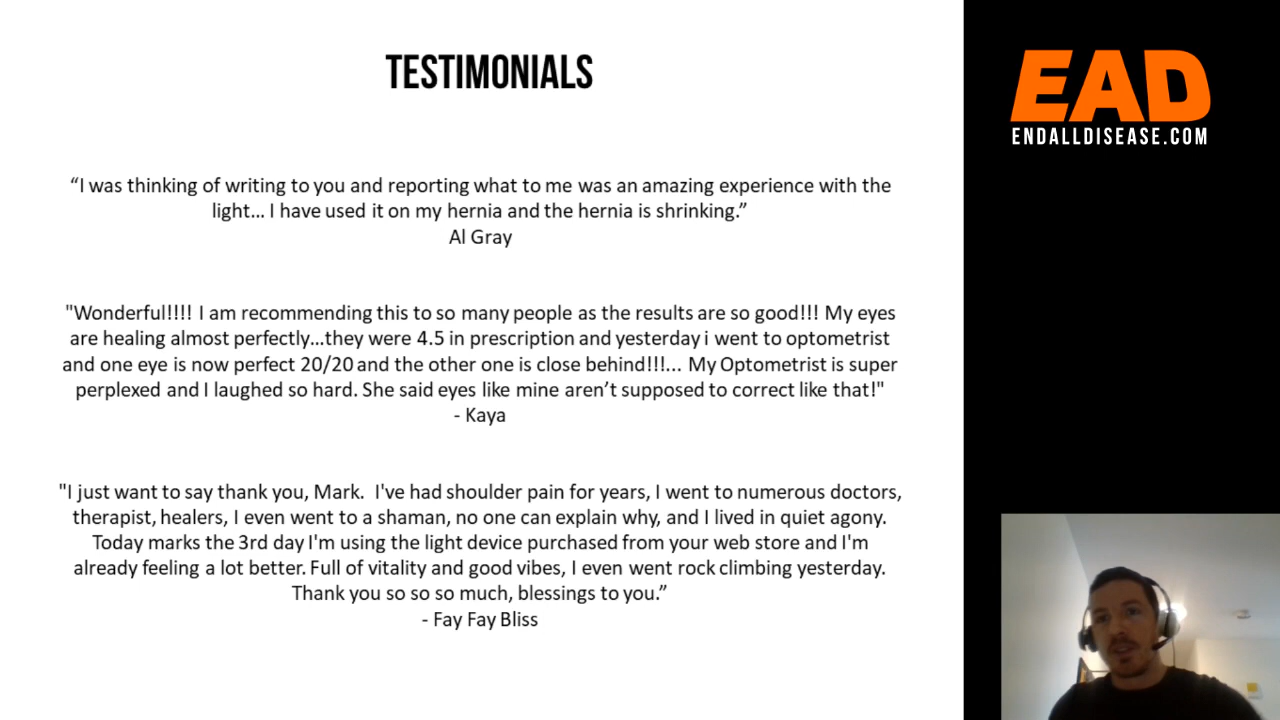 TESTIMONIALS
EAD
ENDALLDISEASE.COM
“I was thinking of writing to you and reporting what to me was an amazing experience with the
light... I have used it on my hernia and the hernia is shrinking.”
Al Gray
"Wonderful!!!! I am recommending this to so many people as the results are so good!!! My eyes
are healing almost perfectly...they were 4.5 in prescription and yesterday i went to optometrist
and one eye is now perfect 20/20 and the other one is close behind!!!... My Optometrist is super
perplexed and I laughed so hard. She said eyes like mine aren’t supposed to correct like that!"
- Kaya
"I just want to say thank you, Mark.  I've had shoulder pain for years, I went to numerous doctors,
therapist, healers, I even went to a shaman, no one can explain why, and I lived in quiet agony.
Today marks the 3rd day I'm using the light device purchased from your web store and I'm
already feeling a lot better. Full of vitality and good vibes, I even went rock climbing yesterday.
Thank you so so so much, blessings to you.”
- Fay Fay Bliss